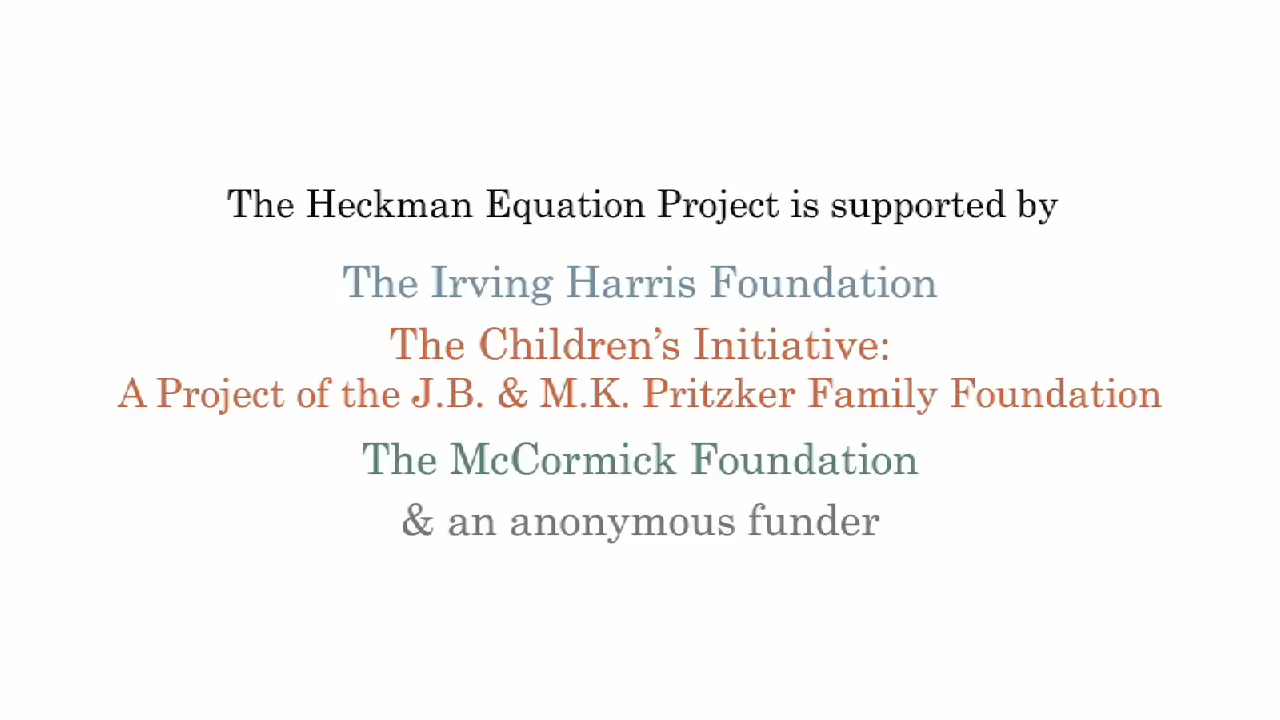 The Heckman Equation Project is supported by
The Irving Harris Foundation
The Children’s Initiative:
A Project of the J.B. & M.K. Pritzker Family Foundation
The McCormick Foundation
& an anonymous funder